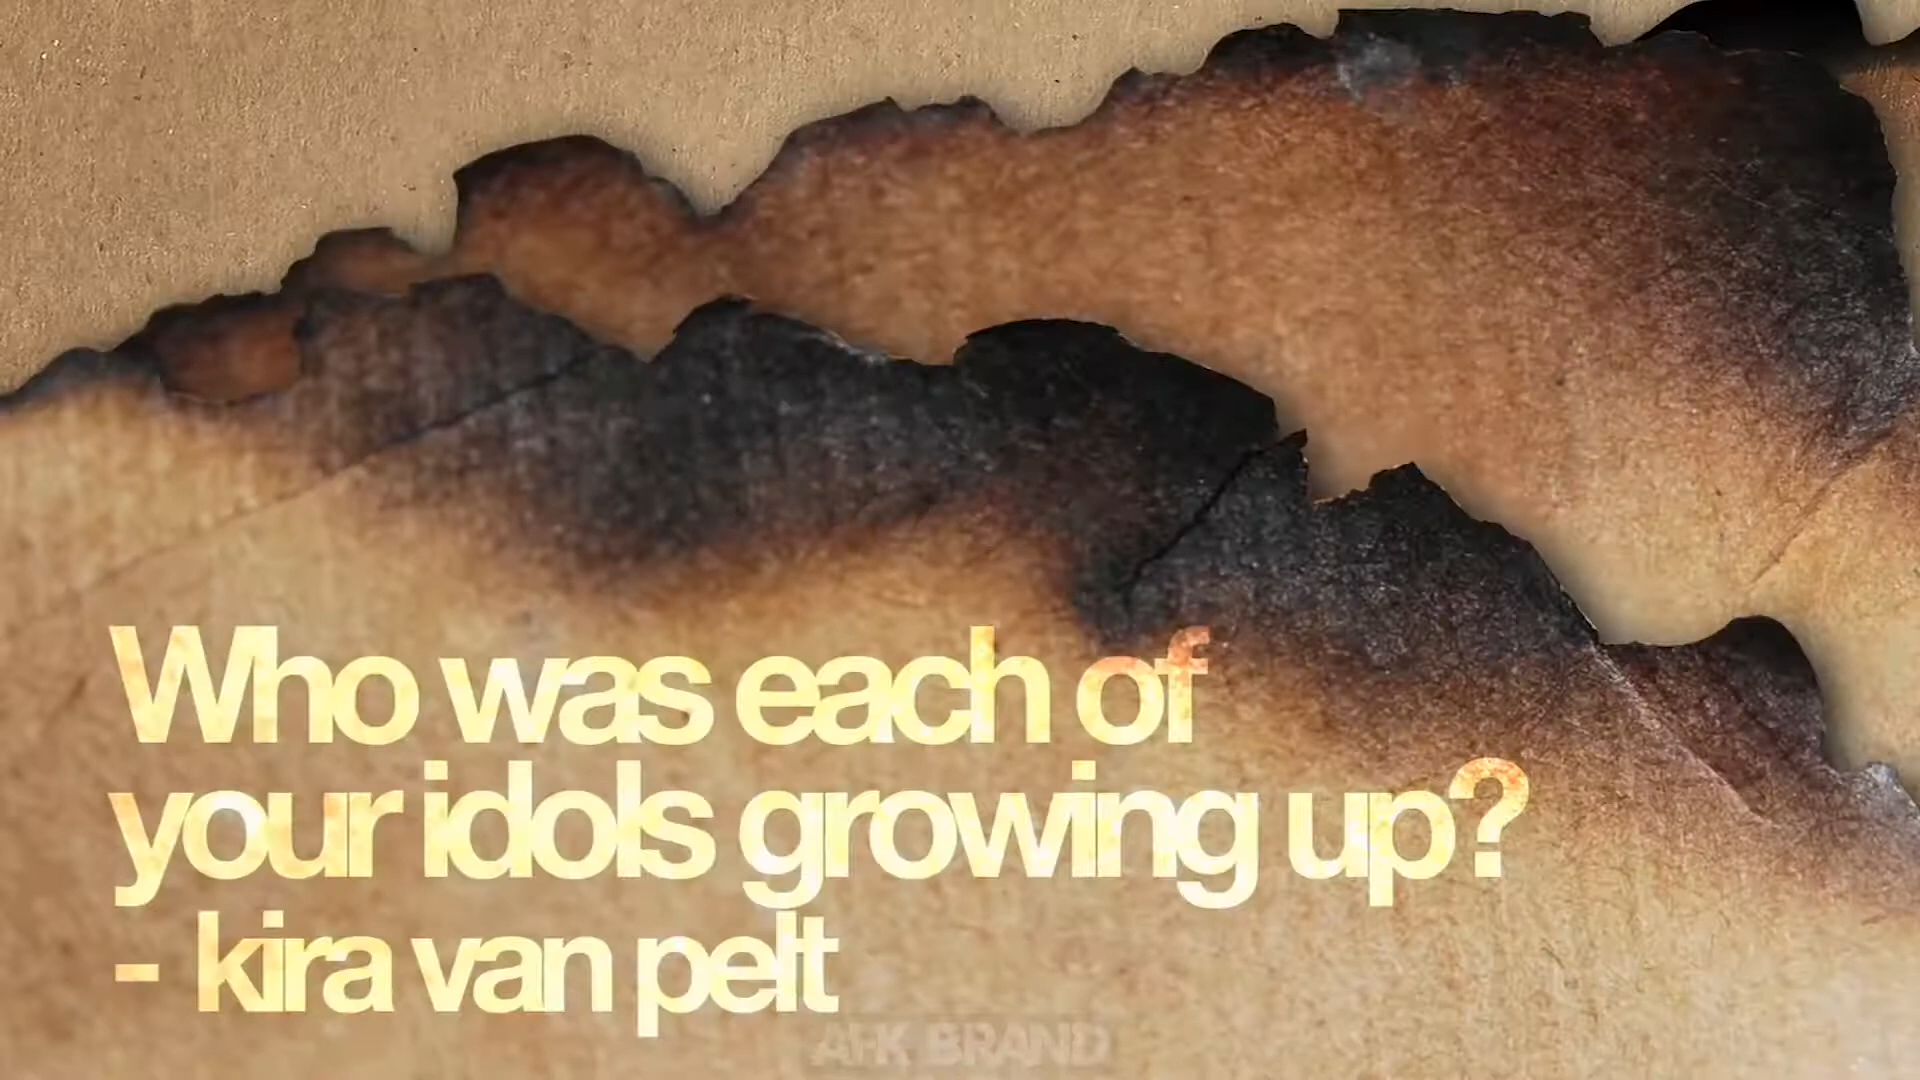 Who was each of
your idols growing up?
- kira van pelt
AFK BRAND